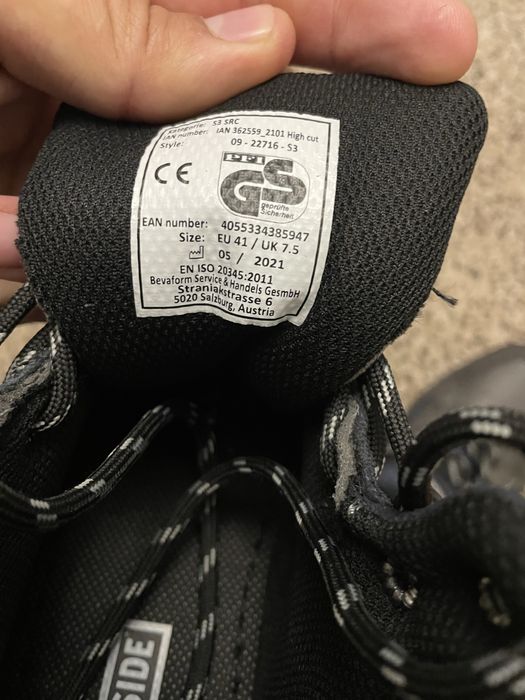 Kategorie: S3 SRC
IAN number: IAN 362559_2101 High cut
Style: 09 - 22716 - S3
CE
PFI
GS
geprüfte
Sicherheit
EAN number: 4055334385947
Size: EU 41 / UK 7.5
05 / 2021
EN ISO 20345:2011
Bevaform Service & Handels GesmbH
Straniakstrasse 6
5020 Salzburg, Austria
SIDE